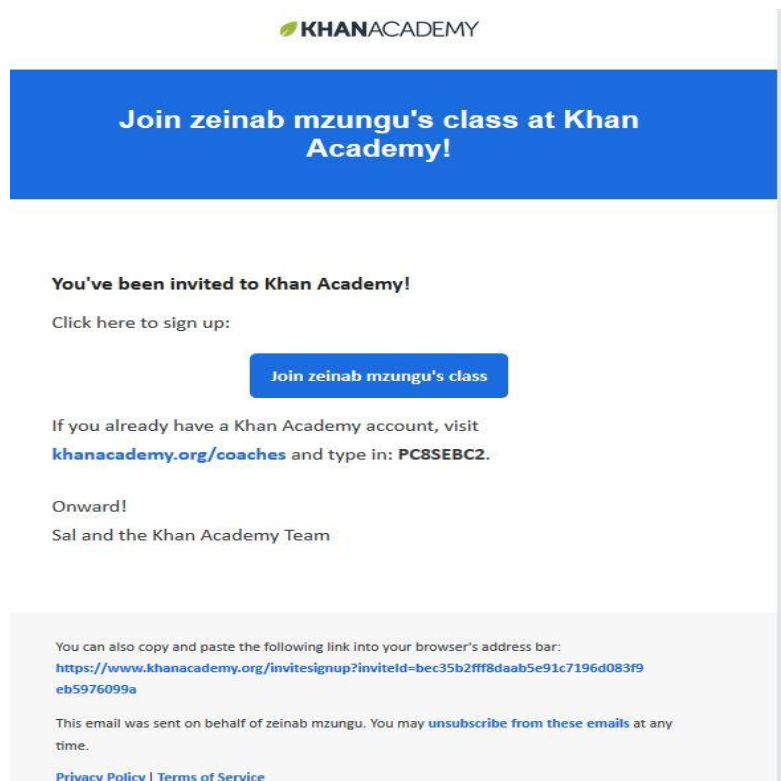 KHANACADEMY
Join zeinab mzungu's class at Khan
Academy!
You've been invited to Khan Academy!
Click here to sign up:
Join zeinab mzungu's class
If you already have a Khan Academy account, visit
khanacademy.org/coaches and type in: PC8SEBC2.
Onward!
Sal and the Khan Academy Team
You can also copy and paste the following link into your browser's address bar:
https://www.khanacademy.org/invitesignup?inviteId=bec35b2fff8daab5e91c7196d083f9
eb5976099a
This email was sent on behalf of zeinab mzungu. You may unsubscribe from these emails at any
time.
Privacy Policy | Terms of Service